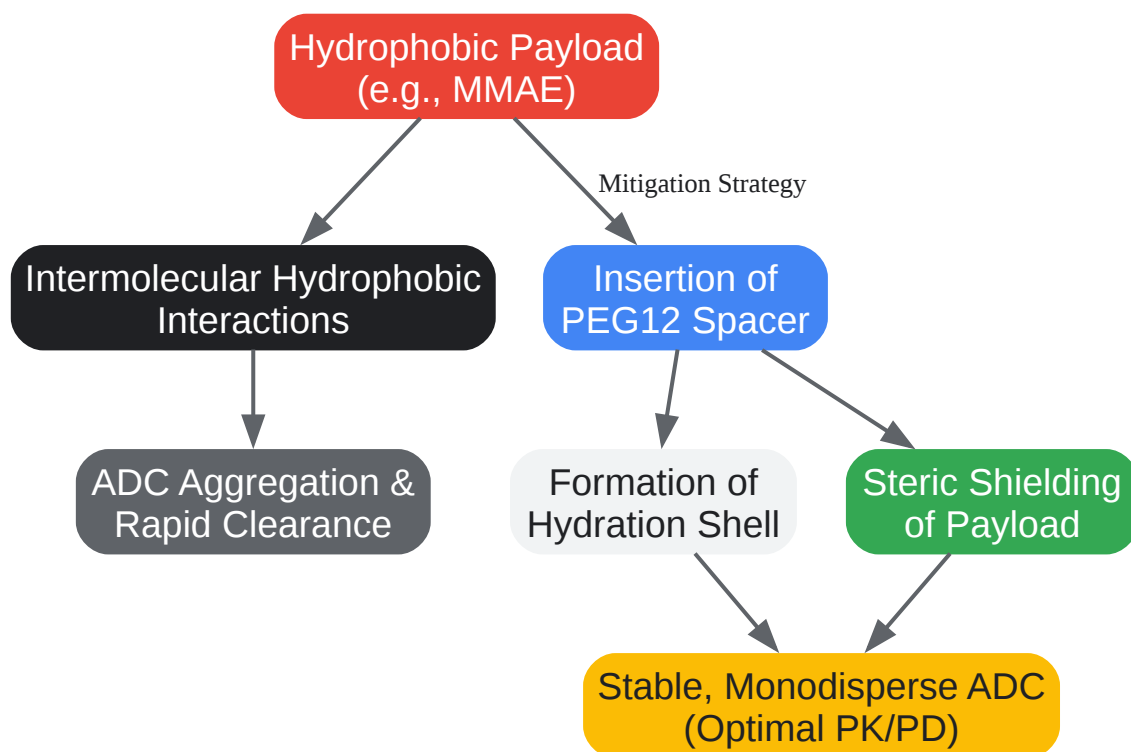 Hydrophobic Payload
(e.g., MMAE)
Mitigation Strategy
Intermolecular Hydrophobic
Interactions
Insertion of
PEG12 Spacer
ADC Aggregation &
Rapid Clearance
Formation of
Hydration Shell
Steric Shielding
of Payload
Stable, Monodisperse ADC
(Optimal PK/PD)